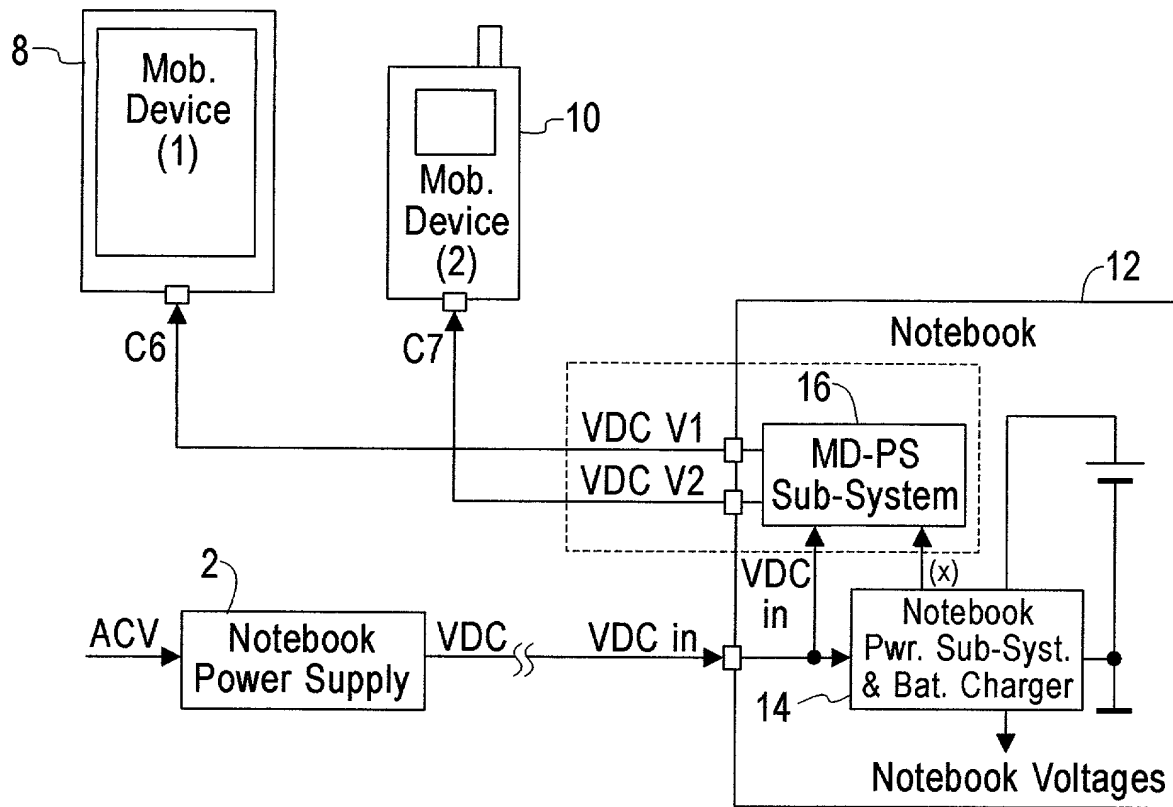 8
Mob.
Device
(1)
10
Mob.
Device
(2)
12
C6
C7
Notebook
16
VDC V1
MD-PS
Sub-System
VDC V2
2
VDC
in
(x)
ACV
Notebook
Power Supply
VDC
VDC in
Notebook
Pwr. Sub-Syst.
& Bat. Charger
14
Notebook Voltages